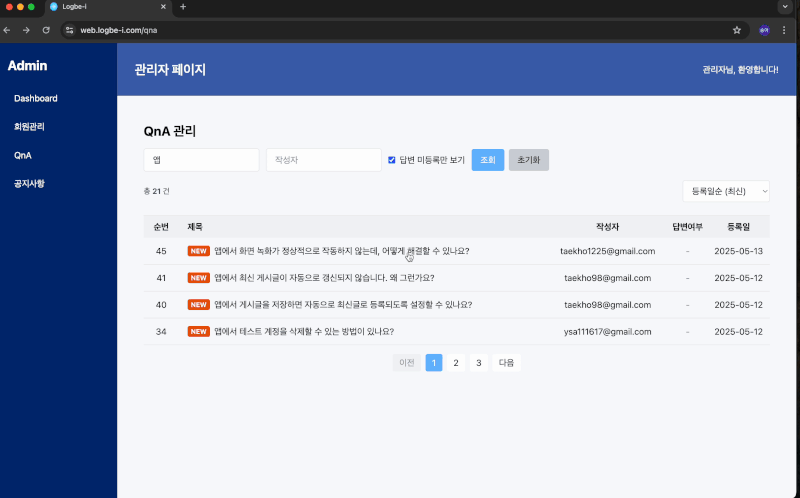 Logbe-i
web.logbe-i.com/qna
Admin
관리자 페이지
관리자님, 환영합니다!
Dashboard
회원관리
QnA
공지사항
QnA 관리
앱
작성자
답변 미등록만 보기
조회
초기화
총 21 건
등록일순 (최신)
순번 제목 작성자 답변여부 등록일
45 NEW 앱에서 화면 녹화가 정상적으로 작동하지 않는데, 어떻게 해결할 수 있나요? taekho1225@gmail.com - 2025-05-13
41 NEW 앱에서 최신 게시글이 자동으로 갱신되지 않습니다. 왜 그런가요? taekho98@gmail.com - 2025-05-12
40 NEW 앱에서 게시글을 저장하면 자동으로 최신글로 등록되도록 설정할 수 있나요? taekho98@gmail.com - 2025-05-12
34 NEW 앱에서 테스트 계정을 삭제할 수 있는 방법이 있나요? ysa111617@gmail.com - 2025-05-12
이전 1 2 3 다음